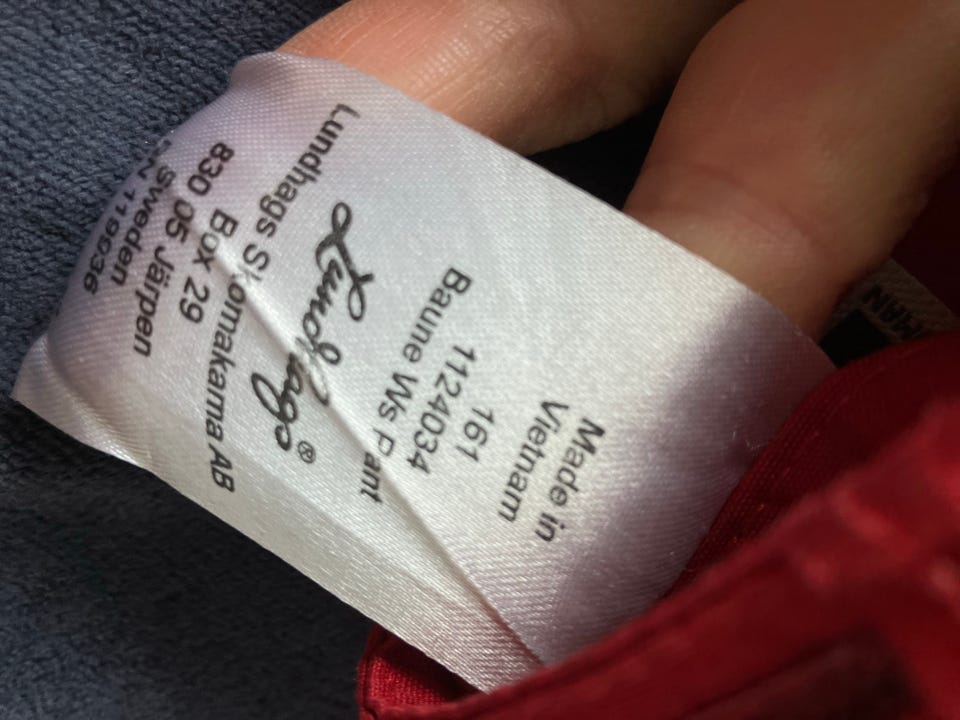 Made in
Vietnam
161
1124034
Baune Ws Pant
Lundhags®
Lundhags Skomakarna AB
Box 29
830 05 Järpen
Sweden
119936
MAN